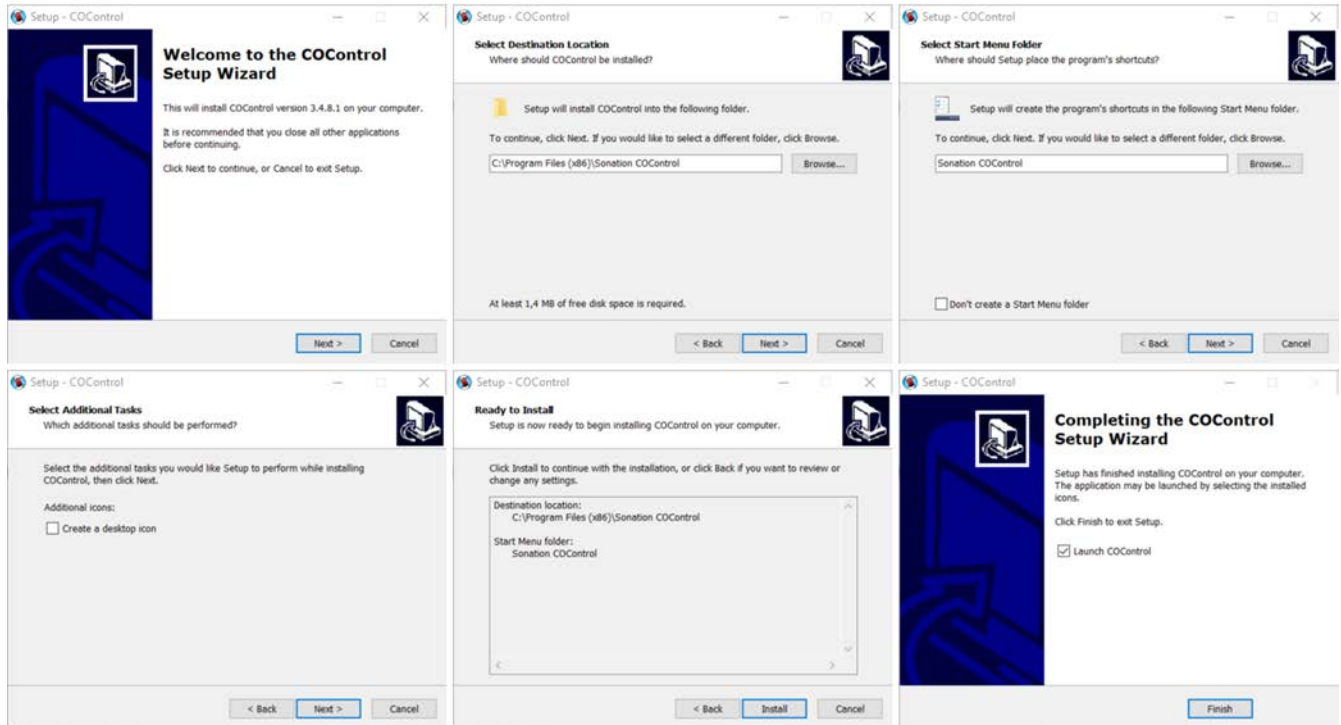 Setup - COControl
Welcome to the COControl
Setup Wizard
This will install COControl version 3.4.8.1 on your computer.
It is recommended that you close all other applications
before continuing.
Click Next to continue, or Cancel to exit Setup.
Next >
Cancel
Setup - COControl
Select Destination Location
Where should COControl be installed?
Setup will install COControl into the following folder.
To continue, click Next. If you would like to select a different folder, click Browse.
C:\Program Files (x86)\Sonation COControl
Browse...
At least 1,4 MB of free disk space is required.
< Back
Next >
Cancel
Setup - COControl
Select Start Menu Folder
Where should Setup place the program's shortcuts?
Setup will create the program's shortcuts in the following Start Menu folder.
To continue, click Next. If you would like to select a different folder, click Browse.
Sonation COControl
Browse...
Don't create a Start Menu folder
< Back
Next >
Cancel
Setup - COControl
Select Additional Tasks
Which additional tasks should be performed?
Select the additional tasks you would like Setup to perform while installing
COControl, then click Next.
Additional icons:
Create a desktop icon
< Back
Next >
Cancel
Setup - COControl
Ready to Install
Setup is now ready to begin installing COControl on your computer.
Click Install to continue with the installation, or click Back if you want to review or
change any settings.
Destination location:
C:\Program Files (x86)\Sonation COControl
Start Menu folder:
Sonation COControl
< Back
Install
Cancel
Setup - COControl
Completing the COControl
Setup Wizard
Setup has finished installing COControl on your computer.
The application may be launched by selecting the installed
icons.
Click Finish to exit Setup.
Launch COControl
Finish